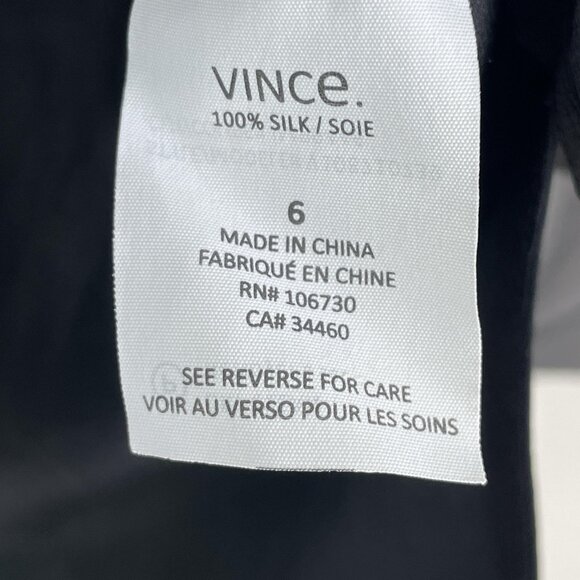 VINCe.
100% SILK / SOIE
6
MADE IN CHINA
FABRIQUÉ EN CHINE
RN# 106730
CA# 34460
SEE REVERSE FOR CARE
VOIR AU VERSO POUR LES SOINS